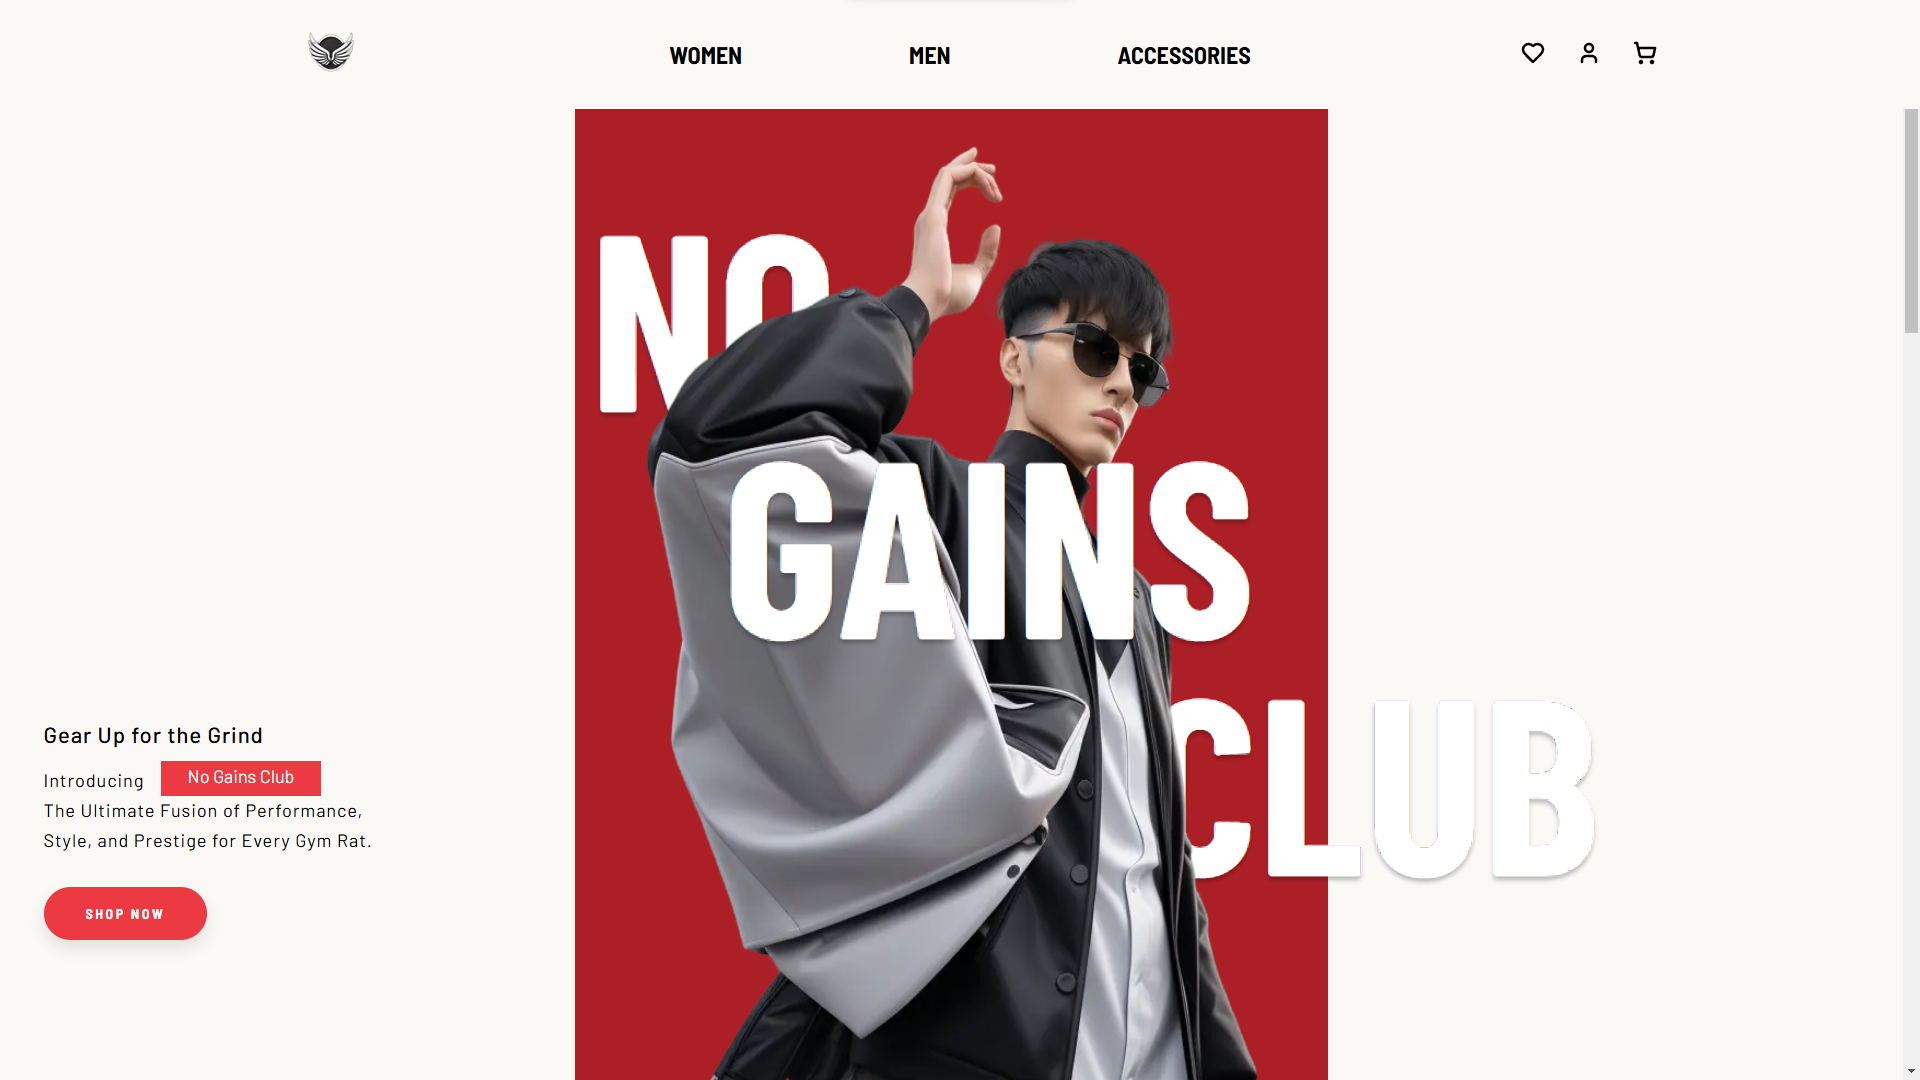 WOMEN MEN ACCESSORIES
NO
GAINS
CLUB
Gear Up for the Grind
Introducing No Gains Club
The Ultimate Fusion of Performance,
Style, and Prestige for Every Gym Rat.
SHOP NOW